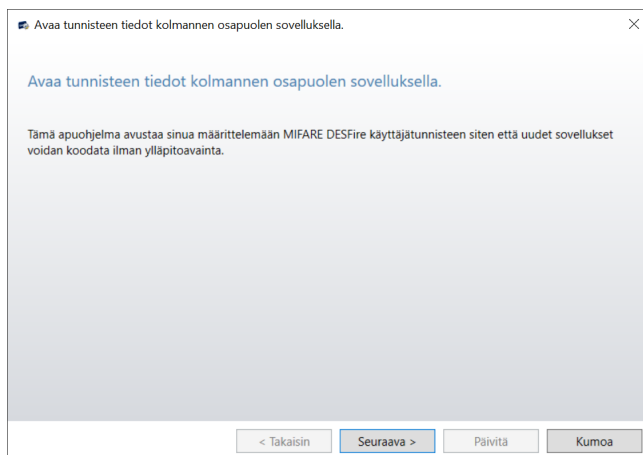 Avaa tunnisteen tiedot kolmannen osapuolen sovelluksella.
Avaa tunnisteen tiedot kolmannen osapuolen sovelluksella.
Tämä apuohjelma avustaa sinua määrittelemään MIFARE DESFire käyttäjätunnisteen siten että uudet sovellukset
voidan koodata ilman ylläpitoavainta.
< Takaisin Seuraava > Päivitä Kumoa